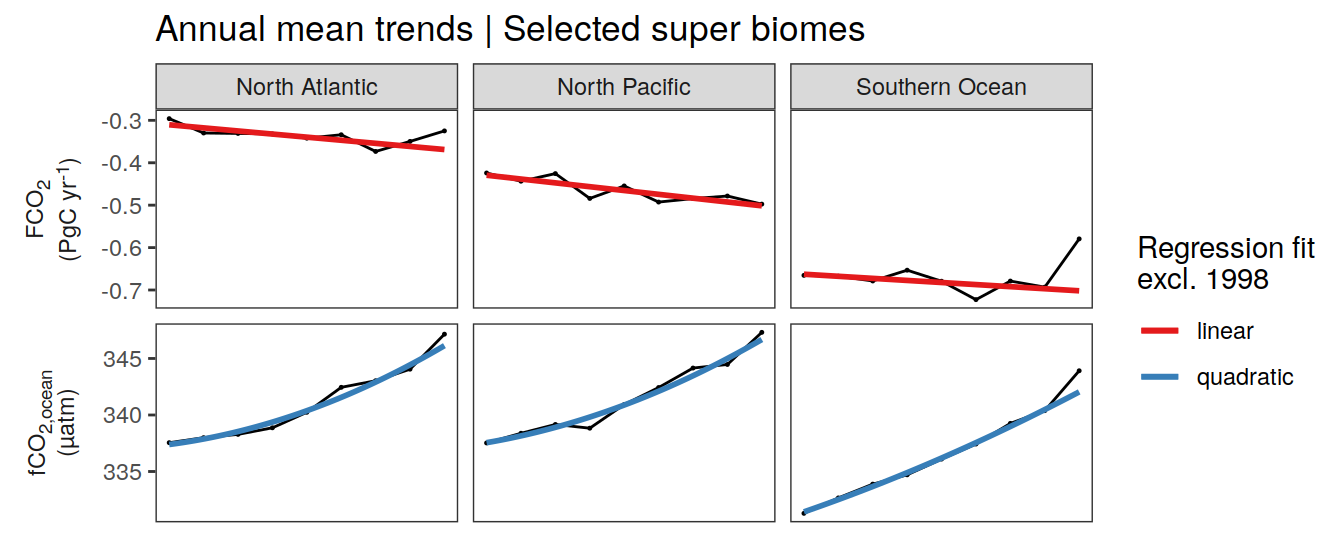 Annual mean trends | Selected super biomes
North Atlantic
North Pacific
Southern Ocean
FCO₂
(PgC yr⁻¹)
-0.3
-0.4
-0.5
-0.6
-0.7
fCO₂,ocean
(µatm)
345
340
335
Regression fit
excl. 1998
linear
quadratic